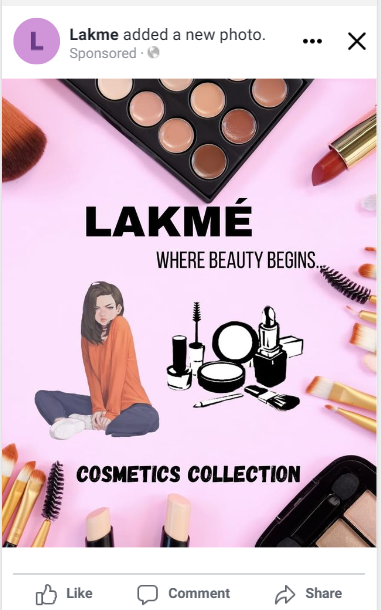 L
Lakme added a new photo.
Sponsored ·
LAKMÉ
WHERE BEAUTY BEGINS...
COSMETICS COLLECTION
Like Comment Share